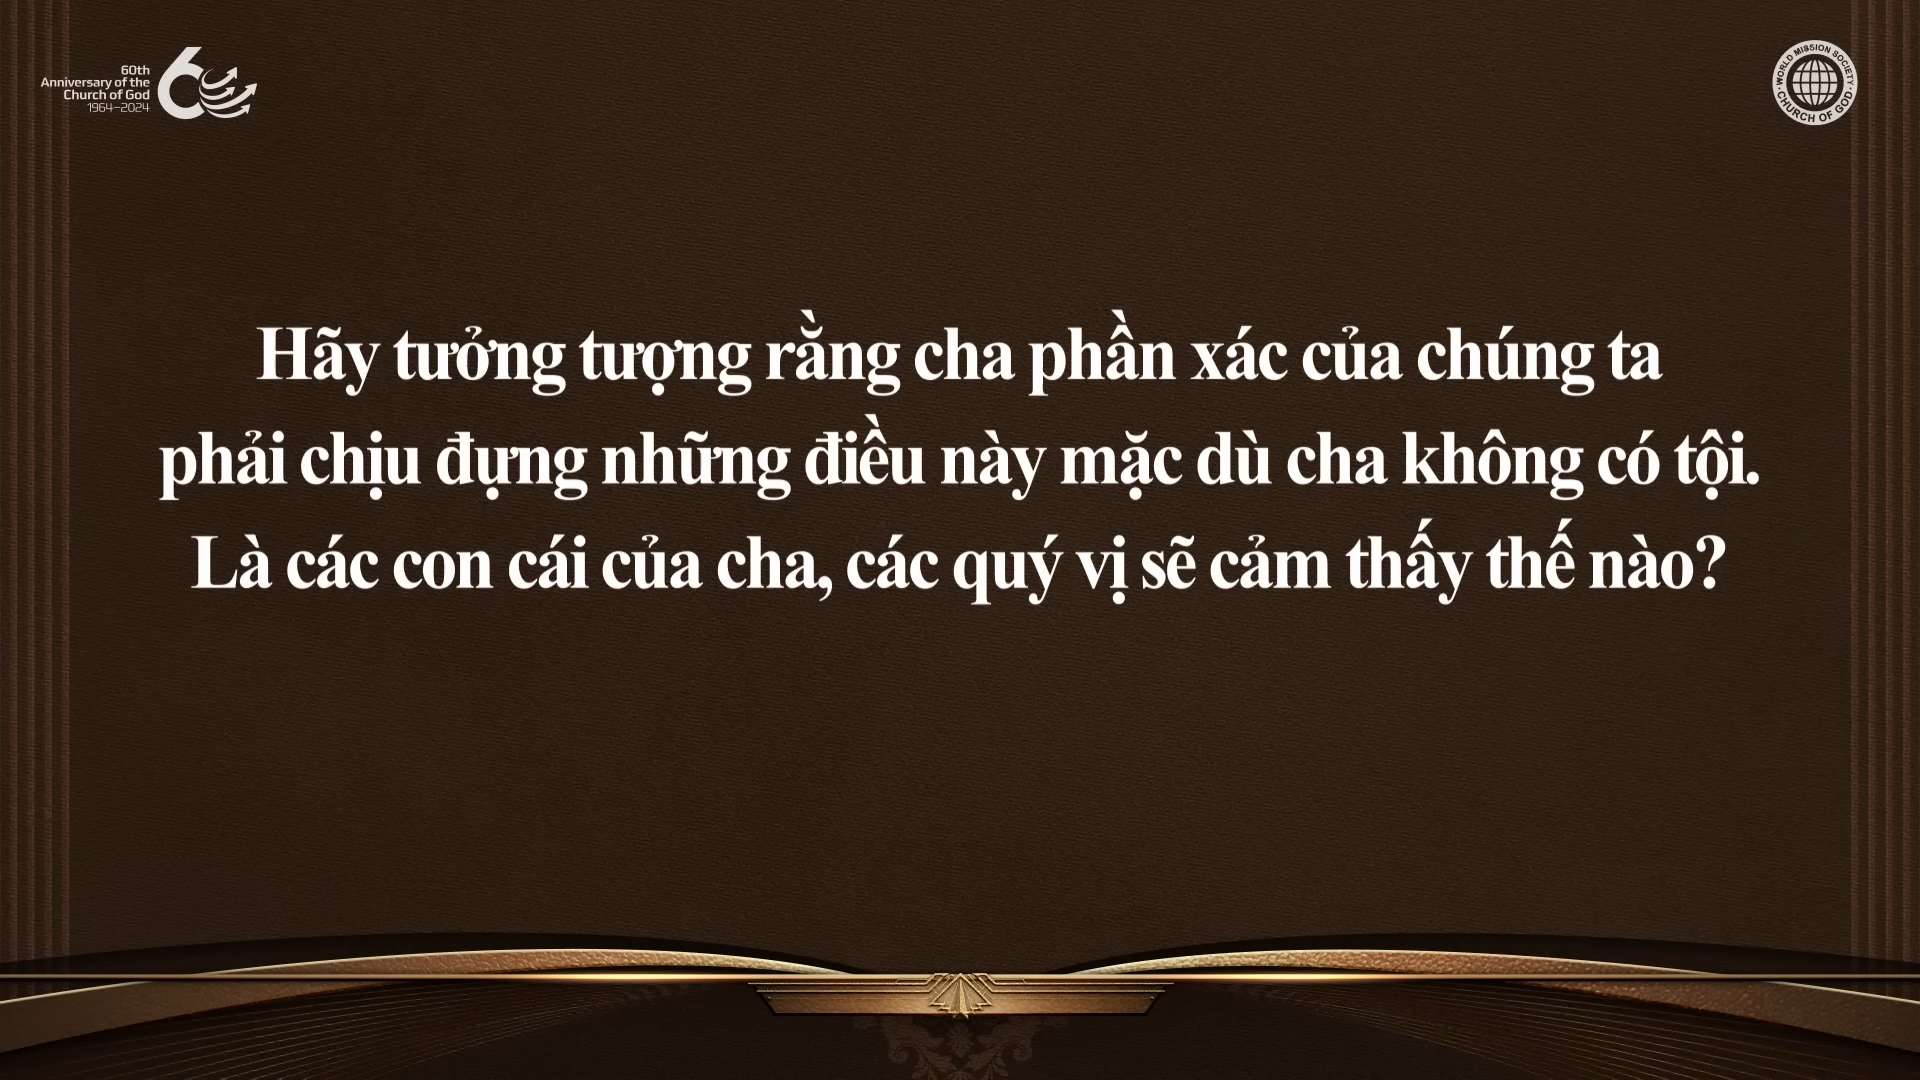 60th
Anniversary of the
Church of God
1964–2024
WORLD MISSION SOCIETY
CHURCH OF GOD
Hãy tưởng tượng rằng cha phần xác của chúng ta
phải chịu đựng những điều này mặc dù cha không có tội.
Là các con cái của cha, các quý vị sẽ cảm thấy thế nào?